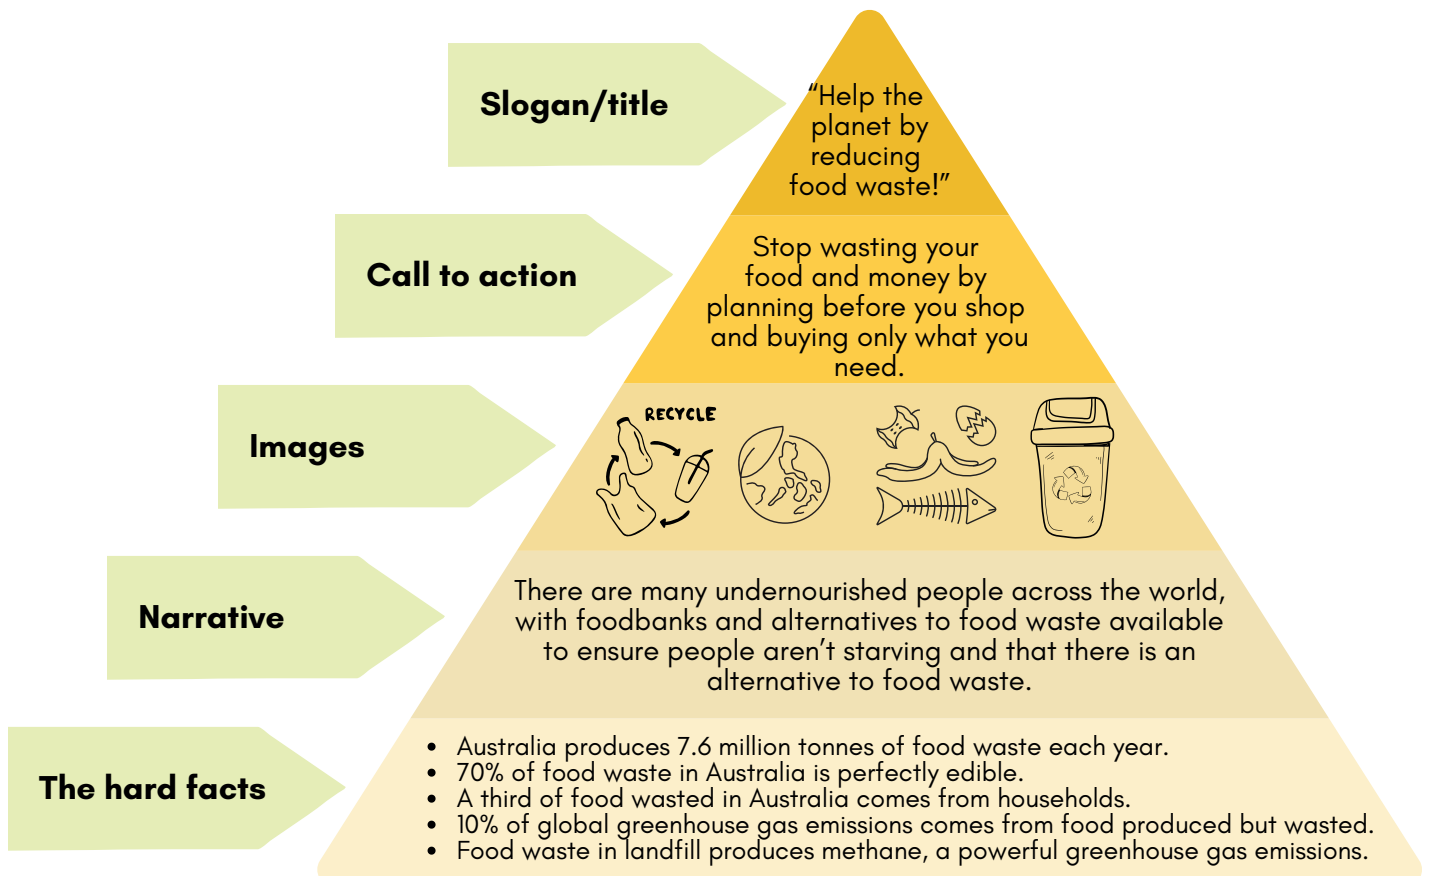 Slogan/title
“Help the
planet by
reducing
food waste!”
Call to action
Stop wasting your
food and money by
planning before you shop
and buying only what you
need.
Images
RECYCLE
Narrative
There are many undernourished people across the world,
with foodbanks and alternatives to food waste available
to ensure people aren’t starving and that there is an
alternative to food waste.
The hard facts
• Australia produces 7.6 million tonnes of food waste each year.
• 70% of food waste in Australia is perfectly edible.
• A third of food wasted in Australia comes from households.
• 10% of global greenhouse gas emissions comes from food produced but wasted.
• Food waste in landfill produces methane, a powerful greenhouse gas emissions.